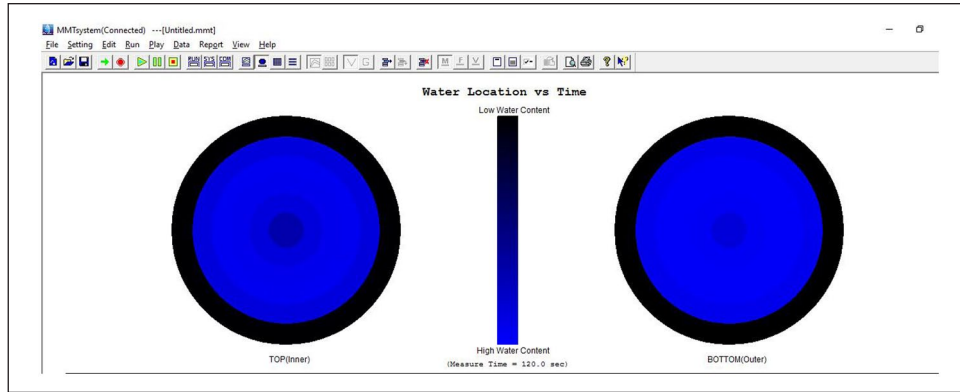 MMTsystem(Connected) ---[Untitled.mmt]
File Setting Edit Run Play Data Report View Help
Water Location vs Time
Low Water Content
High Water Content
(Measure Time = 120.0 sec)
TOP(Inner)
BOTTOM(Outer)